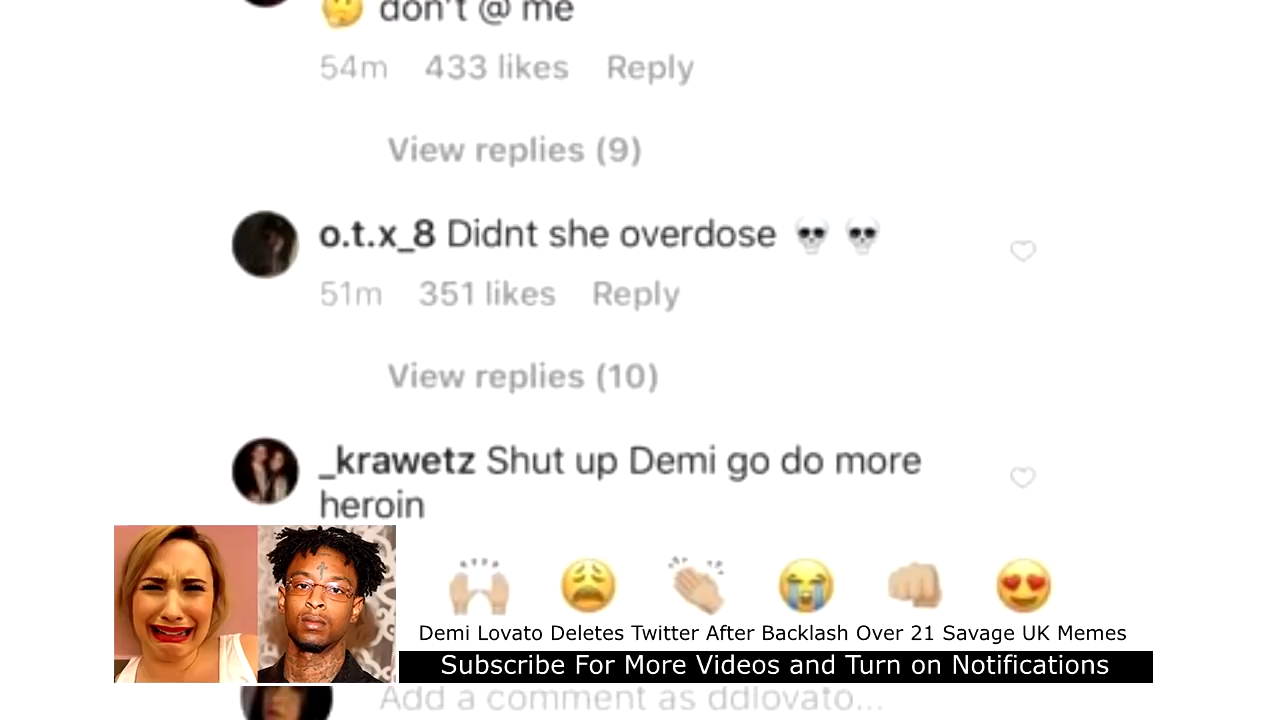 🤔 don't @ me
54m 433 likes Reply
View replies (9)
o.t.x_8 Didnt she overdose 💀 💀
51m 351 likes Reply
View replies (10)
_krawetz Shut up Demi go do more
heroin
Demi Lovato Deletes Twitter After Backlash Over 21 Savage UK Memes
Subscribe For More Videos and Turn on Notifications
Add a comment as ddlovato...